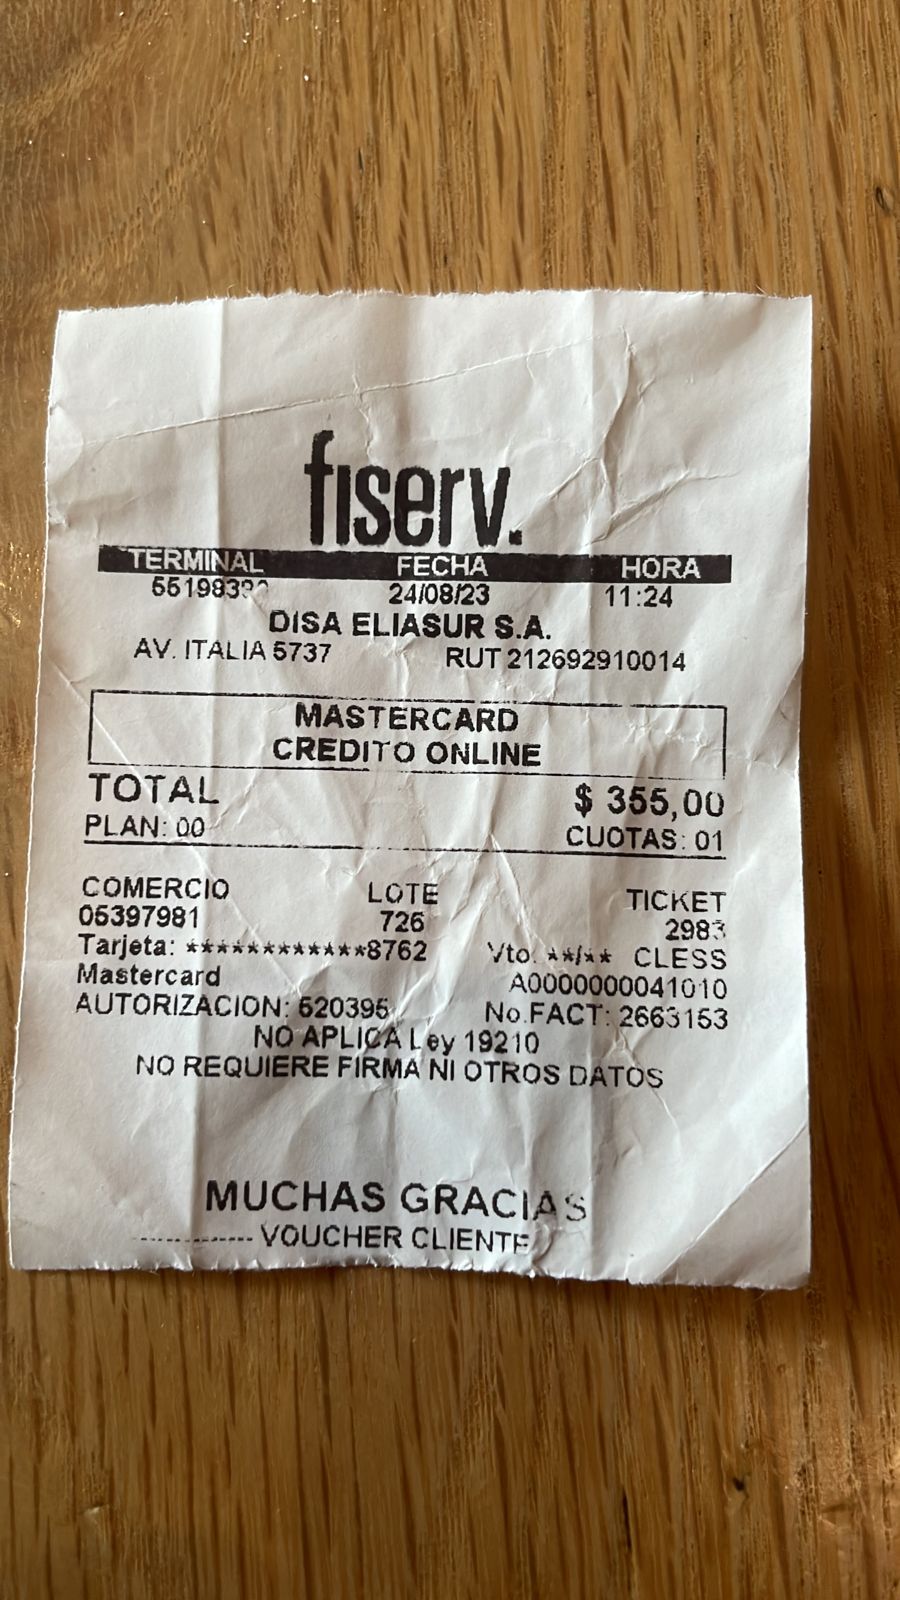 fiserv.
TERMINAL FECHA HORA
24/08/23 11:24
DISA ELIASUR S.A.
AV. ITALIA 5737 RUT 212692910014
MASTERCARD
CREDITO ONLINE
TOTAL $ 355,00
PLAN: 00 CUOTAS: 01
COMERCIO LOTE TICKET
05397981 726 2983
Tarjeta: ************8762 Vto. **/** CLESS
Mastercard A0000000041010
AUTORIZACION: 520395 No.FACT: 2663153
NO APLICA Ley 19210
NO REQUIERE FIRMA NI OTROS DATOS
MUCHAS GRACIAS
------------ VOUCHER CLIENTE